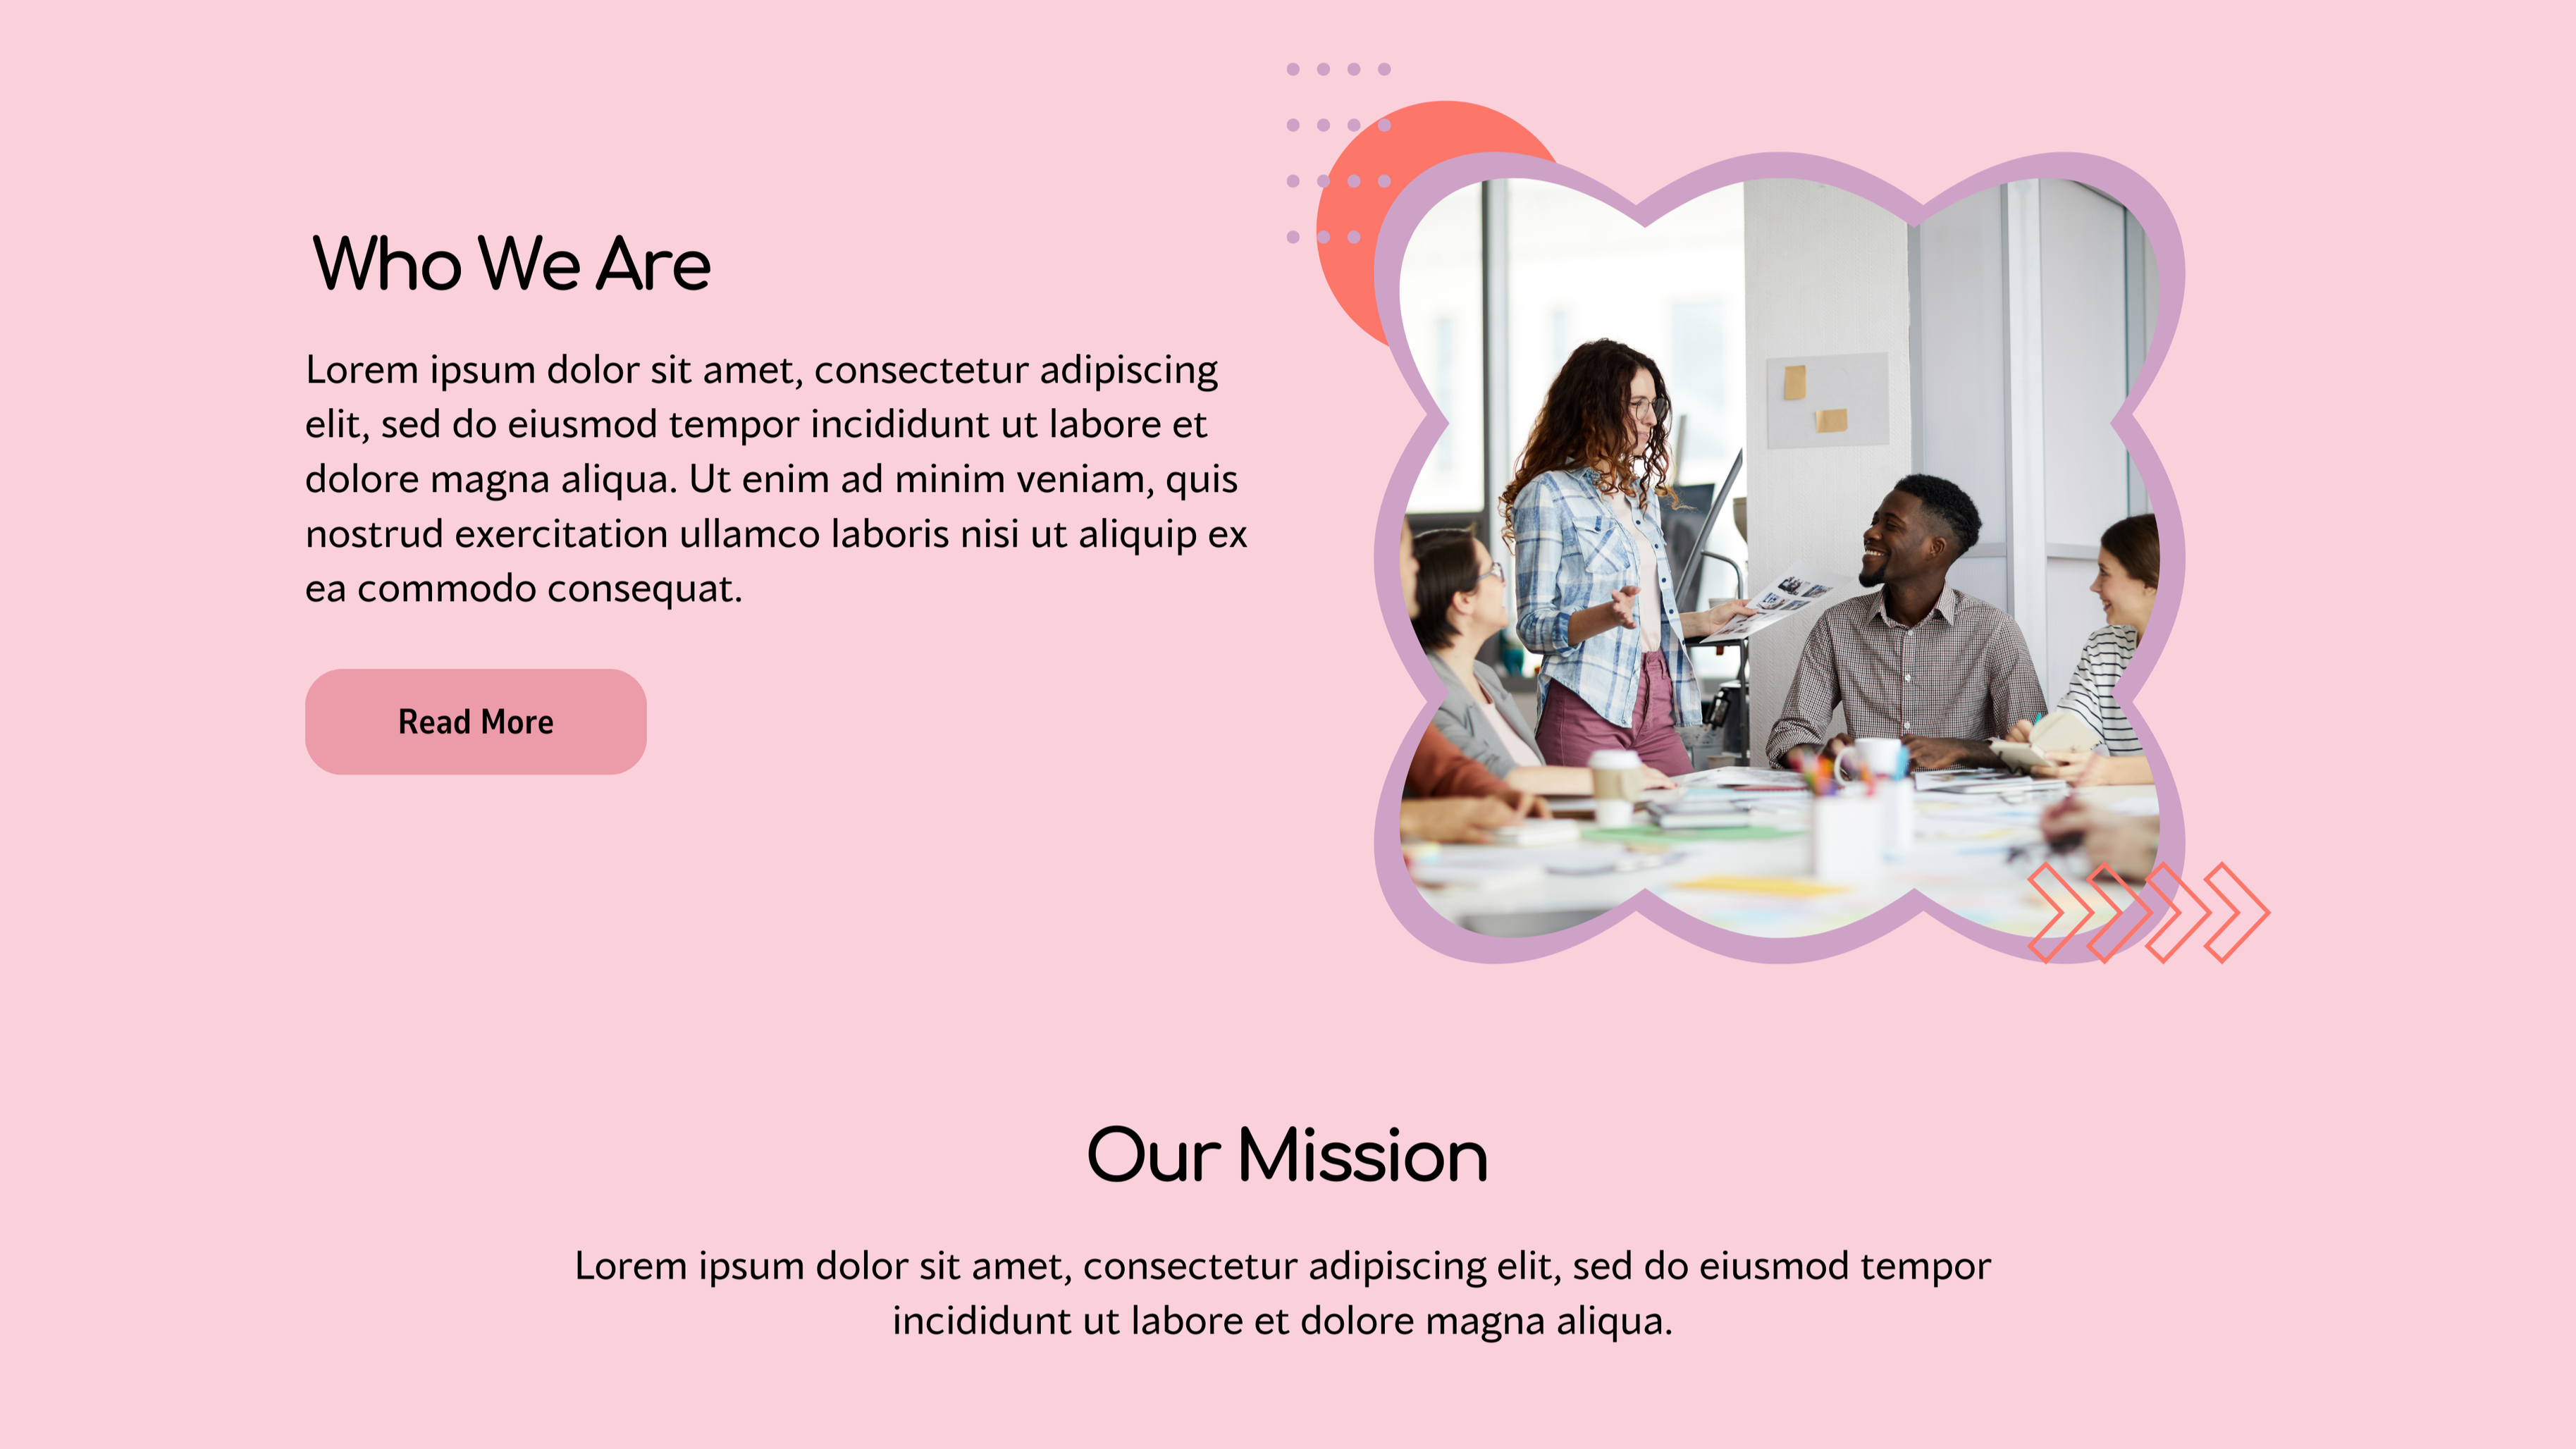 Who We Are
Lorem ipsum dolor sit amet, consectetur adipiscing
elit, sed do eiusmod tempor incididunt ut labore et
dolore magna aliqua. Ut enim ad minim veniam, quis
nostrud exercitation ullamco laboris nisi ut aliquip ex
ea commodo consequat.
Read More
Our Mission
Lorem ipsum dolor sit amet, consectetur adipiscing elit, sed do eiusmod tempor
incididunt ut labore et dolore magna aliqua.